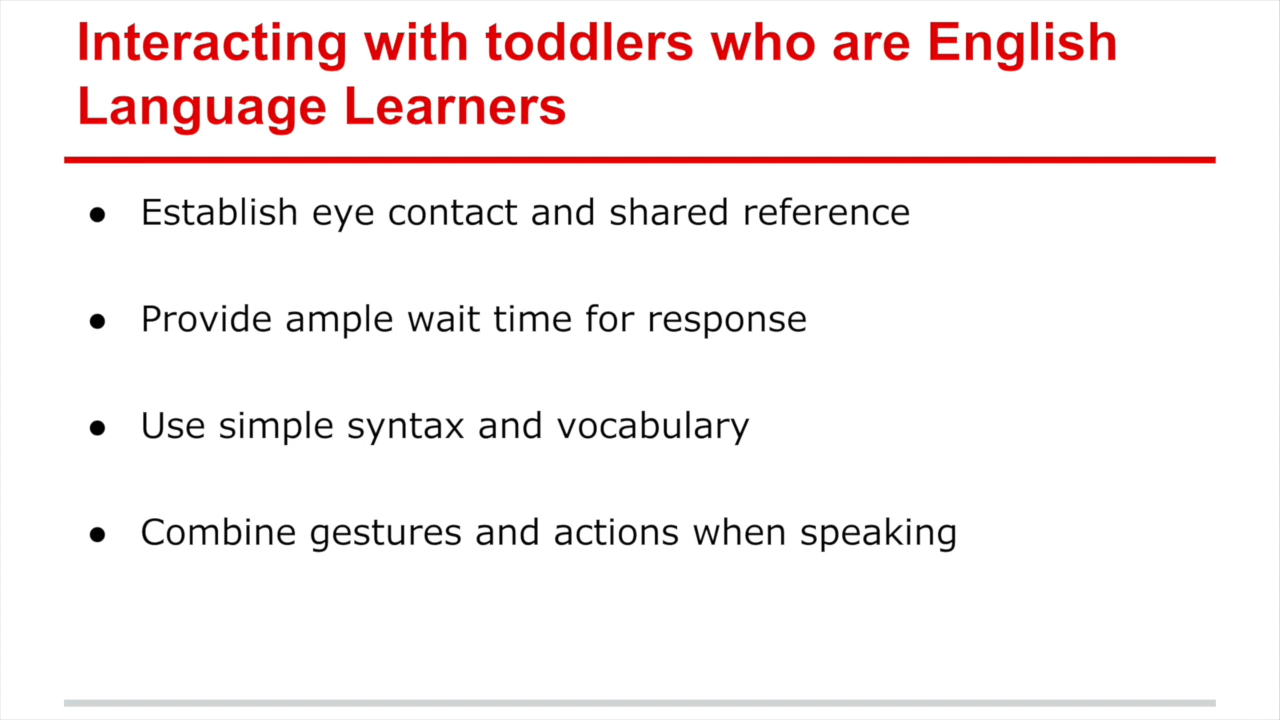 Interacting with toddlers who are English
Language Learners
● Establish eye contact and shared reference
● Provide ample wait time for response
● Use simple syntax and vocabulary
● Combine gestures and actions when speaking